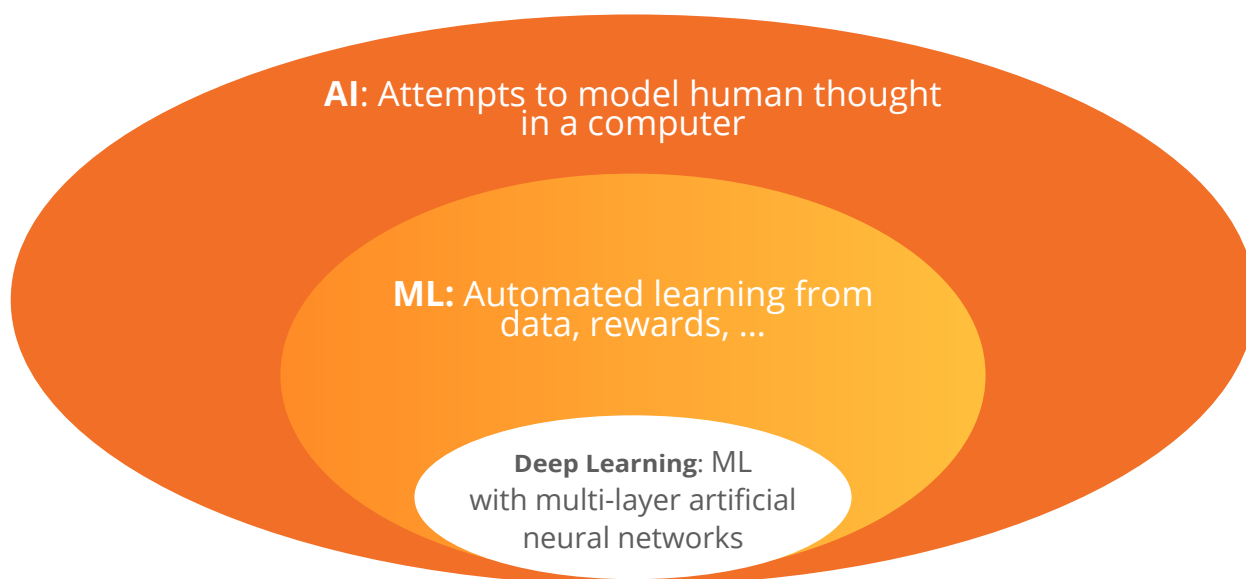 AI: Attempts to model human thought
in a computer
ML: Automated learning from
data, rewards, ...
Deep Learning: ML
with multi-layer artificial
neural networks